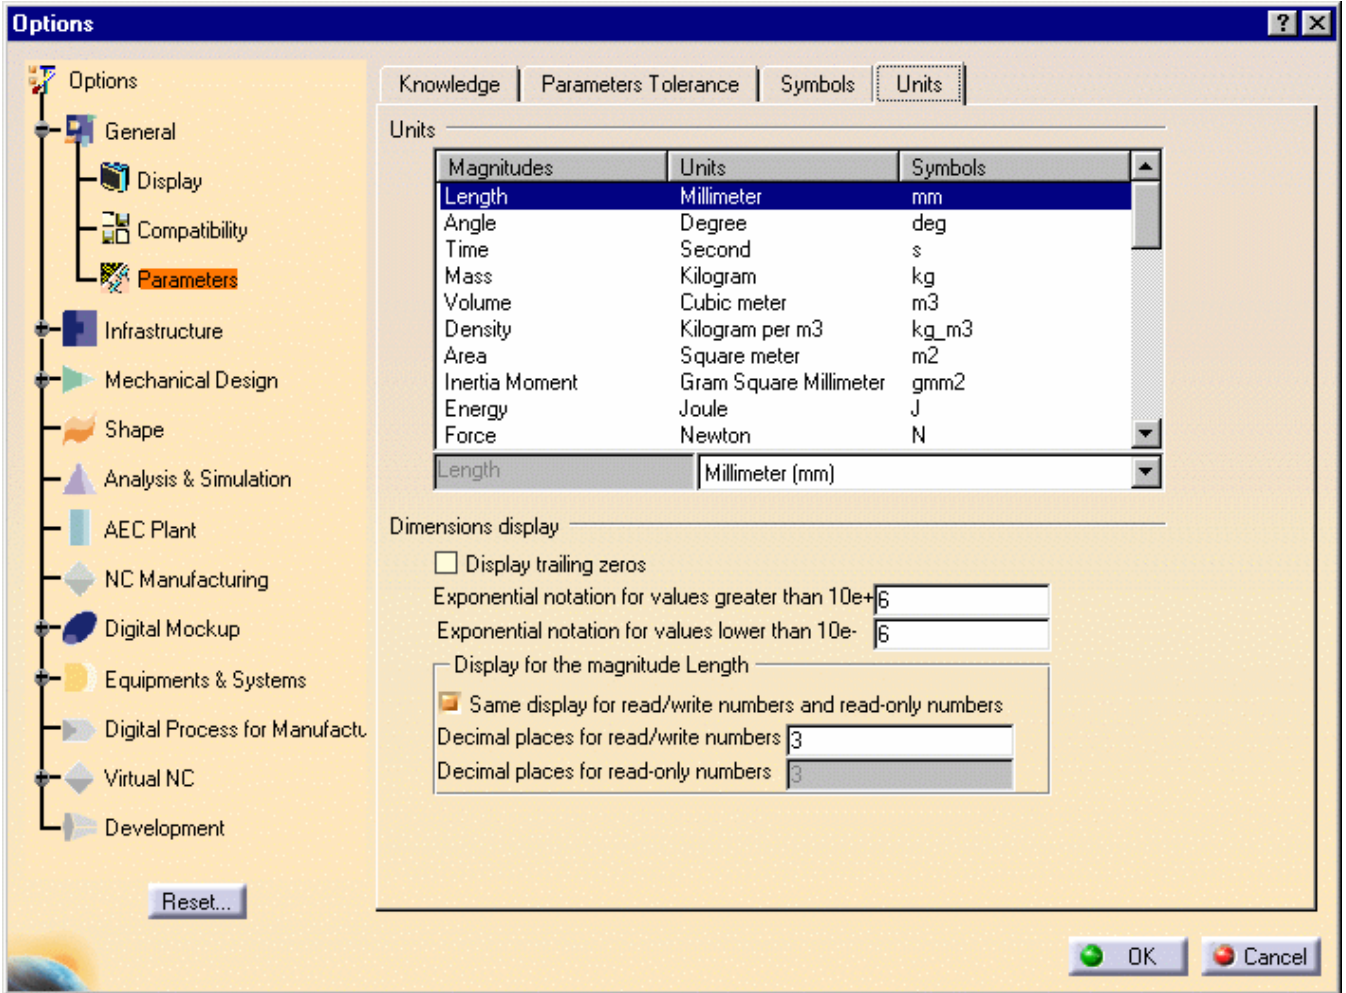 Options
Options
General
Display
Compatibility
Parameters
Infrastructure
Mechanical Design
Shape
Analysis & Simulation
AEC Plant
NC Manufacturing
Digital Mockup
Equipments & Systems
Digital Process for Manufactu
Virtual NC
Development
Reset...
Knowledge Parameters Tolerance Symbols Units
Units
Magnitudes Units Symbols
Length Millimeter mm
Angle Degree deg
Time Second s
Mass Kilogram kg
Volume Cubic meter m3
Density Kilogram per m3 kg_m3
Area Square meter m2
Inertia Moment Gram Square Millimeter gmm2
Energy Joule J
Force Newton N
Length Millimeter (mm)
Dimensions display
Display trailing zeros
Exponential notation for values greater than 10e+ 6
Exponential notation for values lower than 10e- 6
Display for the magnitude Length
Same display for read/write numbers and read-only numbers
Decimal places for read/write numbers 3
Decimal places for read-only numbers 3
OK Cancel